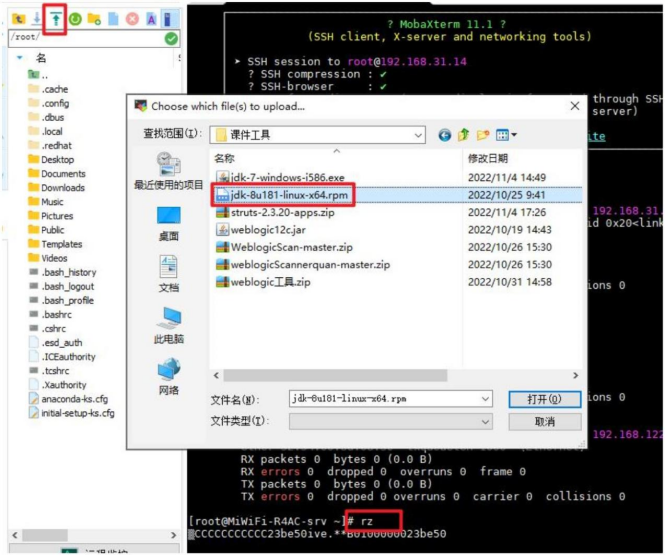 /root/
名
..
.cache
.config
.dbus
.local
.redhat
Desktop
Documents
Downloads
Music
Pictures
Public
Templates
Videos
.bash_history
.bash_logout
.bash_profile
.bashrc
.cshrc
.esd_auth
.ICEauthority
.tcshrc
.Xauthority
anaconda-ks.cfg
initial-setup-ks.cfg
? MobaXterm 11.1 ?
(SSH client, X-server and networking tools)
➤ SSH session to root@192.168.31.14
? SSH compression : ✔
? SSH-browser : ✔
through SSH
server)
Choose which file(s) to upload...
查找范围(I):
课件工具
名称 修改日期
jdk-7-windows-i586.exe 2022/11/4 14:49
jdk-8u181-linux-x64.rpm 2022/10/25 9:41
struts-2.3.20-apps.zip 2022/11/4 17:26
weblogic12c.jar 2022/10/19 14:43
WeblogicScan-master.zip 2022/10/26 15:30
weblogicScannerquan-master.zip 2022/10/26 15:30
weblogic工具.zip 2022/10/31 14:58
最近使用的项目
桌面
文档
此电脑
网络
文件名(N): jdk-8u181-linux-x64.rpm 打开(O)
文件类型(T): 取消
192.168.31.
id 0x20<link
ions 0
ions 0
192.168.122
RX packets 0 bytes 0 (0.0 B)
RX errors 0 dropped 0 overruns 0 frame 0
TX packets 0 bytes 0 (0.0 B)
TX errors 0 dropped 0 overruns 0 carrier 0 collisions 0
[root@MiWiFi-R4AC-srv ~]# rz